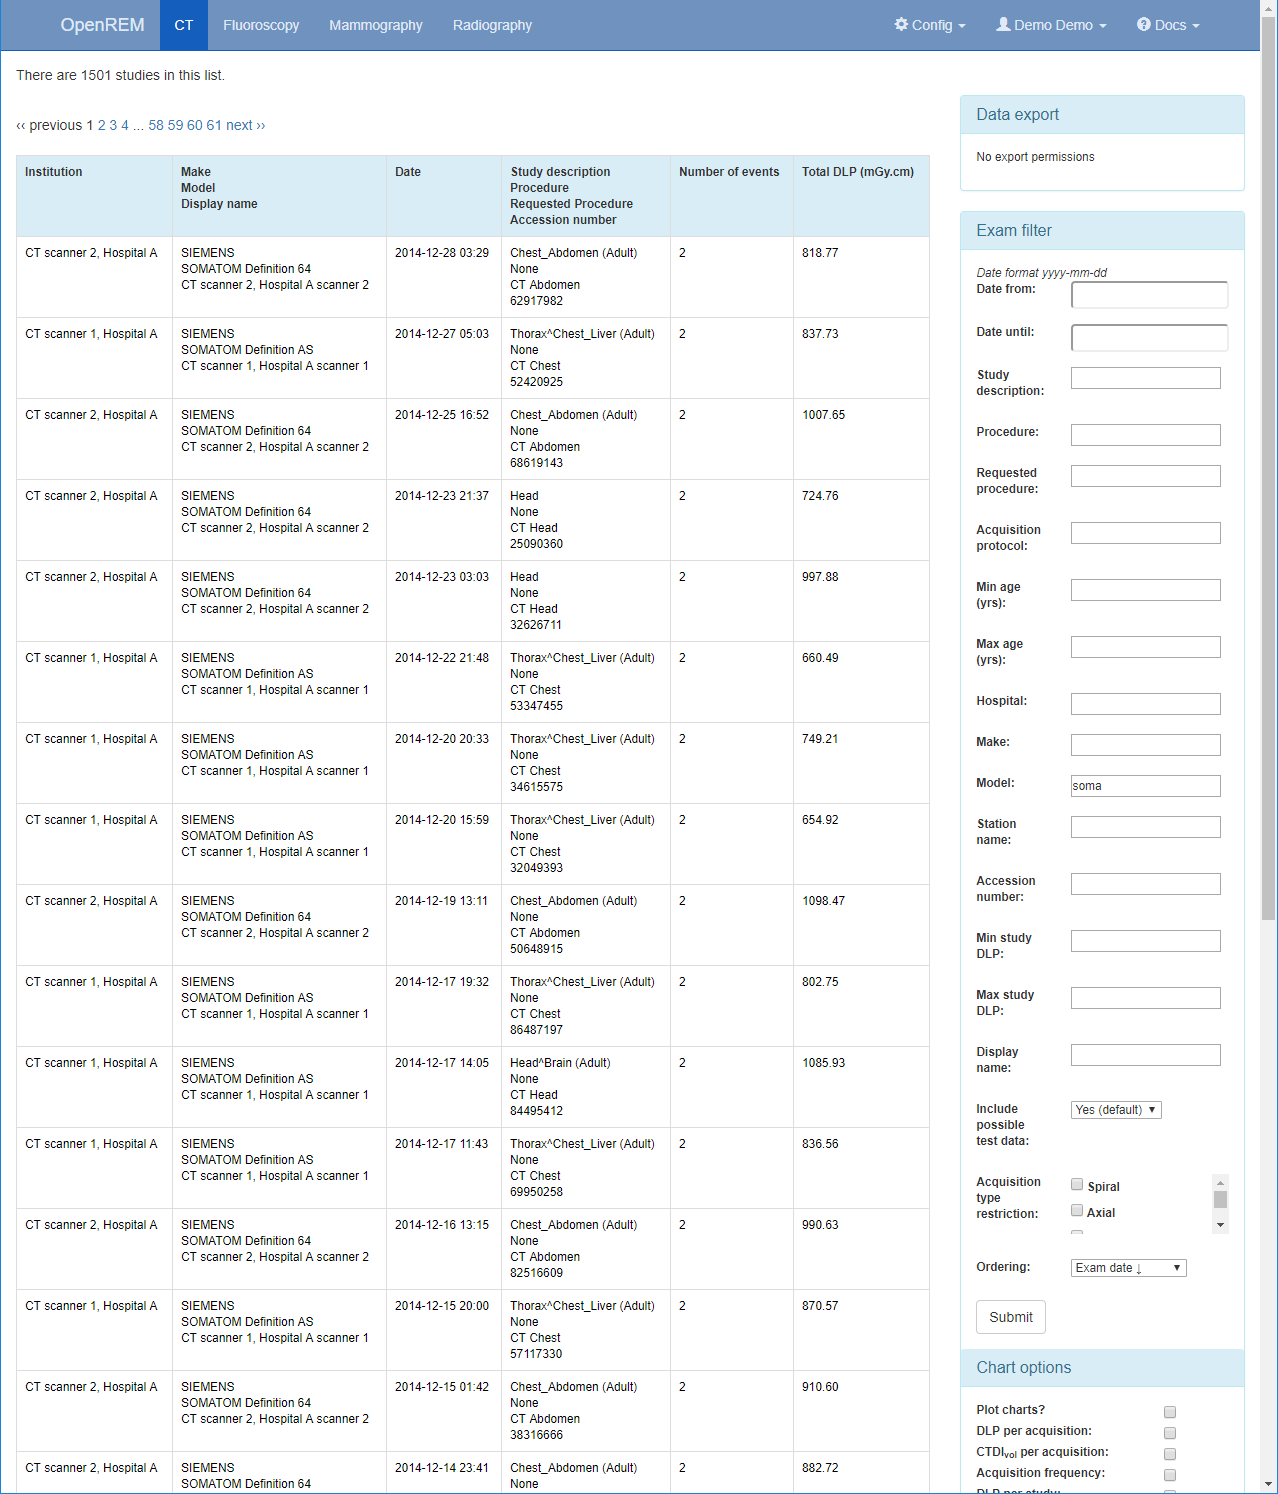 OpenREM CT Fluoroscopy Mammography Radiography Config Demo Demo Docs
There are 1501 studies in this list.
‹‹ previous 1 2 3 4 ... 58 59 60 61 next ››
Institution
Make
Model
Display name
Date
Study description
Procedure
Requested Procedure
Accession number
Number of events
Total DLP (mGy.cm)
CT scanner 2, Hospital A
SIEMENS
SOMATOM Definition 64
CT scanner 2, Hospital A scanner 2
2014-12-28 03:29
Chest_Abdomen (Adult)
None
CT Abdomen
62917982
2
818.77
CT scanner 1, Hospital A
SIEMENS
SOMATOM Definition AS
CT scanner 1, Hospital A scanner 1
2014-12-27 05:03
Thorax^Chest_Liver (Adult)
None
CT Chest
52420925
2
837.73
CT scanner 2, Hospital A
SIEMENS
SOMATOM Definition 64
CT scanner 2, Hospital A scanner 2
2014-12-25 16:52
Chest_Abdomen (Adult)
None
CT Abdomen
68619143
2
1007.65
CT scanner 2, Hospital A
SIEMENS
SOMATOM Definition 64
CT scanner 2, Hospital A scanner 2
2014-12-23 21:37
Head
None
CT Head
25090360
2
724.76
CT scanner 2, Hospital A
SIEMENS
SOMATOM Definition 64
CT scanner 2, Hospital A scanner 2
2014-12-23 03:03
Head
None
CT Head
32626711
2
997.88
CT scanner 1, Hospital A
SIEMENS
SOMATOM Definition AS
CT scanner 1, Hospital A scanner 1
2014-12-22 21:48
Thorax^Chest_Liver (Adult)
None
CT Chest
53347455
2
660.49
CT scanner 1, Hospital A
SIEMENS
SOMATOM Definition AS
CT scanner 1, Hospital A scanner 1
2014-12-20 20:33
Thorax^Chest_Liver (Adult)
None
CT Chest
34615575
2
749.21
CT scanner 1, Hospital A
SIEMENS
SOMATOM Definition AS
CT scanner 1, Hospital A scanner 1
2014-12-20 15:59
Thorax^Chest_Liver (Adult)
None
CT Chest
32049393
2
654.92
CT scanner 2, Hospital A
SIEMENS
SOMATOM Definition 64
CT scanner 2, Hospital A scanner 2
2014-12-19 13:11
Chest_Abdomen (Adult)
None
CT Abdomen
50648915
2
1098.47
CT scanner 1, Hospital A
SIEMENS
SOMATOM Definition AS
CT scanner 1, Hospital A scanner 1
2014-12-17 19:32
Thorax^Chest_Liver (Adult)
None
CT Chest
86487197
2
802.75
CT scanner 1, Hospital A
SIEMENS
SOMATOM Definition AS
CT scanner 1, Hospital A scanner 1
2014-12-17 14:05
Head^Brain (Adult)
None
CT Head
84495412
2
1085.93
CT scanner 1, Hospital A
SIEMENS
SOMATOM Definition AS
CT scanner 1, Hospital A scanner 1
2014-12-17 11:43
Thorax^Chest_Liver (Adult)
None
CT Chest
69950258
2
836.56
CT scanner 2, Hospital A
SIEMENS
SOMATOM Definition 64
CT scanner 2, Hospital A scanner 2
2014-12-16 13:15
Chest_Abdomen (Adult)
None
CT Abdomen
82516609
2
990.63
CT scanner 1, Hospital A
SIEMENS
SOMATOM Definition AS
CT scanner 1, Hospital A scanner 1
2014-12-15 20:00
Thorax^Chest_Liver (Adult)
None
CT Chest
57117330
2
870.57
CT scanner 2, Hospital A
SIEMENS
SOMATOM Definition 64
CT scanner 2, Hospital A scanner 2
2014-12-15 01:42
Chest_Abdomen (Adult)
None
CT Abdomen
38316666
2
910.60
CT scanner 2, Hospital A
SIEMENS
SOMATOM Definition 64
2014-12-14 23:41
Chest_Abdomen (Adult)
None
2
882.72
Data export
No export permissions
Exam filter
Date format yyyy-mm-dd
Date from:
Date until:
Study
description:
Procedure:
Requested
procedure:
Acquisition
protocol:
Min age
(yrs):
Max age
(yrs):
Hospital:
Make:
Model: soma
Station
name:
Accession
number:
Min study
DLP:
Max study
DLP:
Display
name:
Include
possible
test data:
Yes (default)
Acquisition
type
restriction:
Spiral
Axial
Ordering: Exam date ↓
Submit
Chart options
Plot charts?
DLP per acquisition:
CTDIvol per acquisition:
Acquisition frequency:
DLP per study: